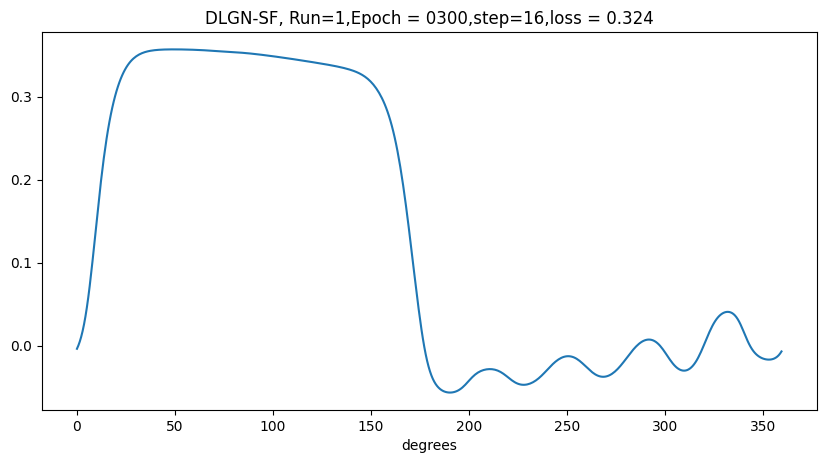 DLGN-SF, Run=1,Epoch = 0300,step=16,loss = 0.324
0.3
0.2
0.1
0.0
0 50 100 150 200 250 300 350
degrees